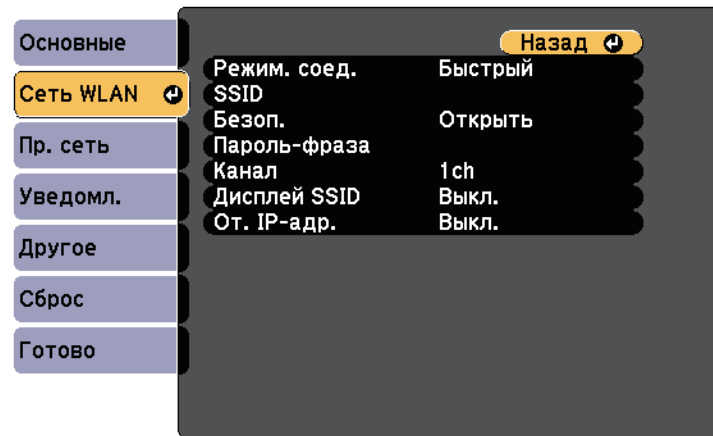 Основные
Сеть WLAN
Пр. сеть
Уведомл.
Другое
Сброс
Готово
Назад
Режим. соед. Быстрый
SSID
Безоп. Открыть
Пароль-фраза
Канал 1ch
Дисплей SSID Выкл.
От. IP-адр. Выкл.